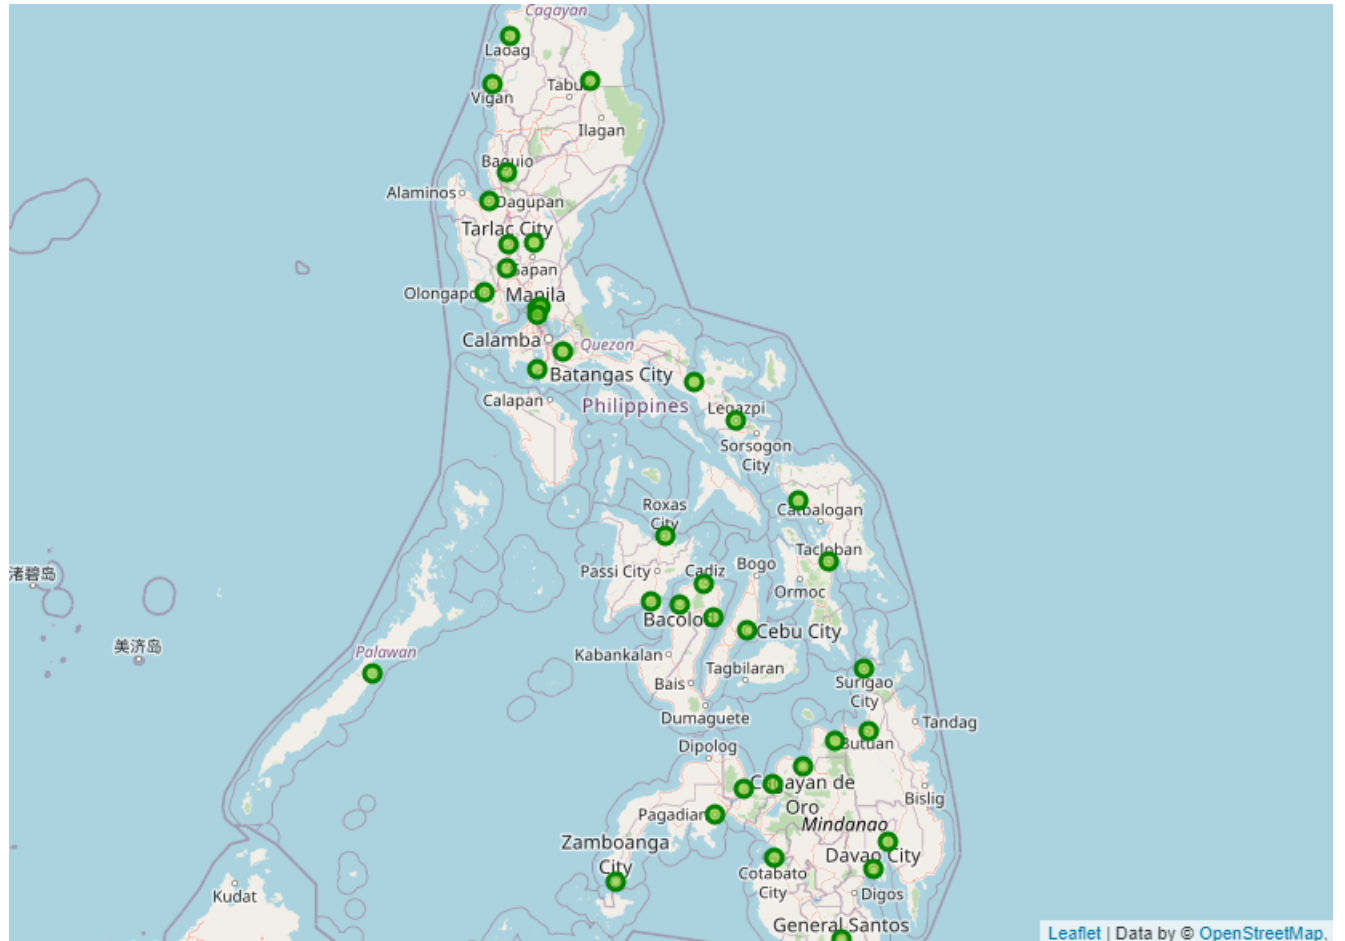 Cagayan
Laoag
Vigan
Ilagan
Baguio
Alaminos
Dagupan
Tarlac City
Olongapo
Manila
Calamba
Quezon
Batangas City
Calapan
Philippines
Legazpi
Sorsogon
City
Roxas
City
Catbalogan
Tacloban
Passi City
Cadiz
Bogo
Ormoc
渚碧岛
Cebu City
美济岛
Palawan
Kabankalan
Tagbilaran
Bais
Surigao
City
Dumaguete
Tandag
Dipolog
Butuan
Cagayan de
Oro
Bislig
Pagadian
Mindanao
Zamboanga
City
Davao City
Cotabato
City
Digos
Kudat
General Santos
Leaflet | Data by © OpenStreetMap,